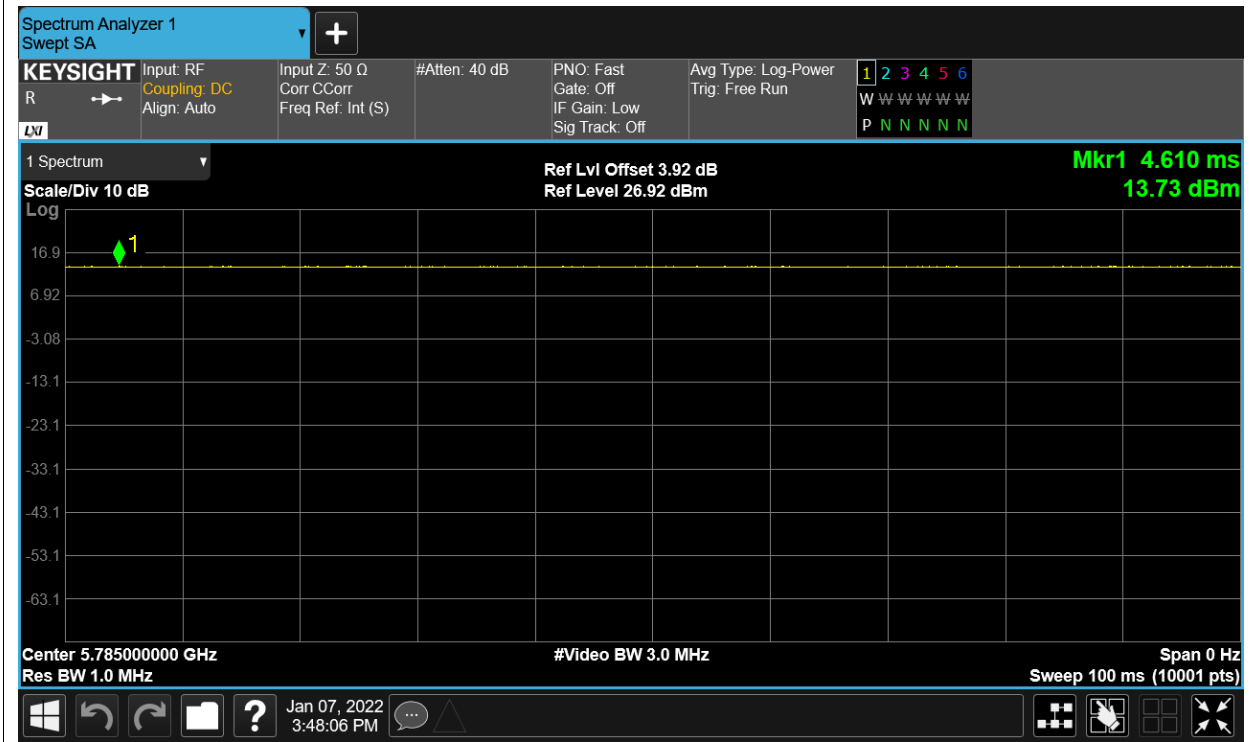 Spectrum Analyzer 1
Swept SA
KEYSIGHT
R
LXI
Input: RF
Coupling: DC
Align: Auto
Input Z: 50 Ω
Corr CCorr
Freq Ref: Int (S)
#Atten: 40 dB
PNO: Fast
Gate: Off
IF Gain: Low
Sig Track: Off
Avg Type: Log-Power
Trig: Free Run
1 2 3 4 5 6
W W W W W W
P N N N N N
1 Spectrum
Scale/Div 10 dB
Ref Lvl Offset 3.92 dB
Ref Level 26.92 dBm
Mkr1 4.610 ms
13.73 dBm
Log
1
16.9
6.92
-3.08
-13.1
-23.1
-33.1
-43.1
-53.1
-63.1
Center 5.785000000 GHz
#Video BW 3.0 MHz
Span 0 Hz
Res BW 1.0 MHz
Sweep 100 ms (10001 pts)
?
Jan 07, 2022
3:48:06 PM